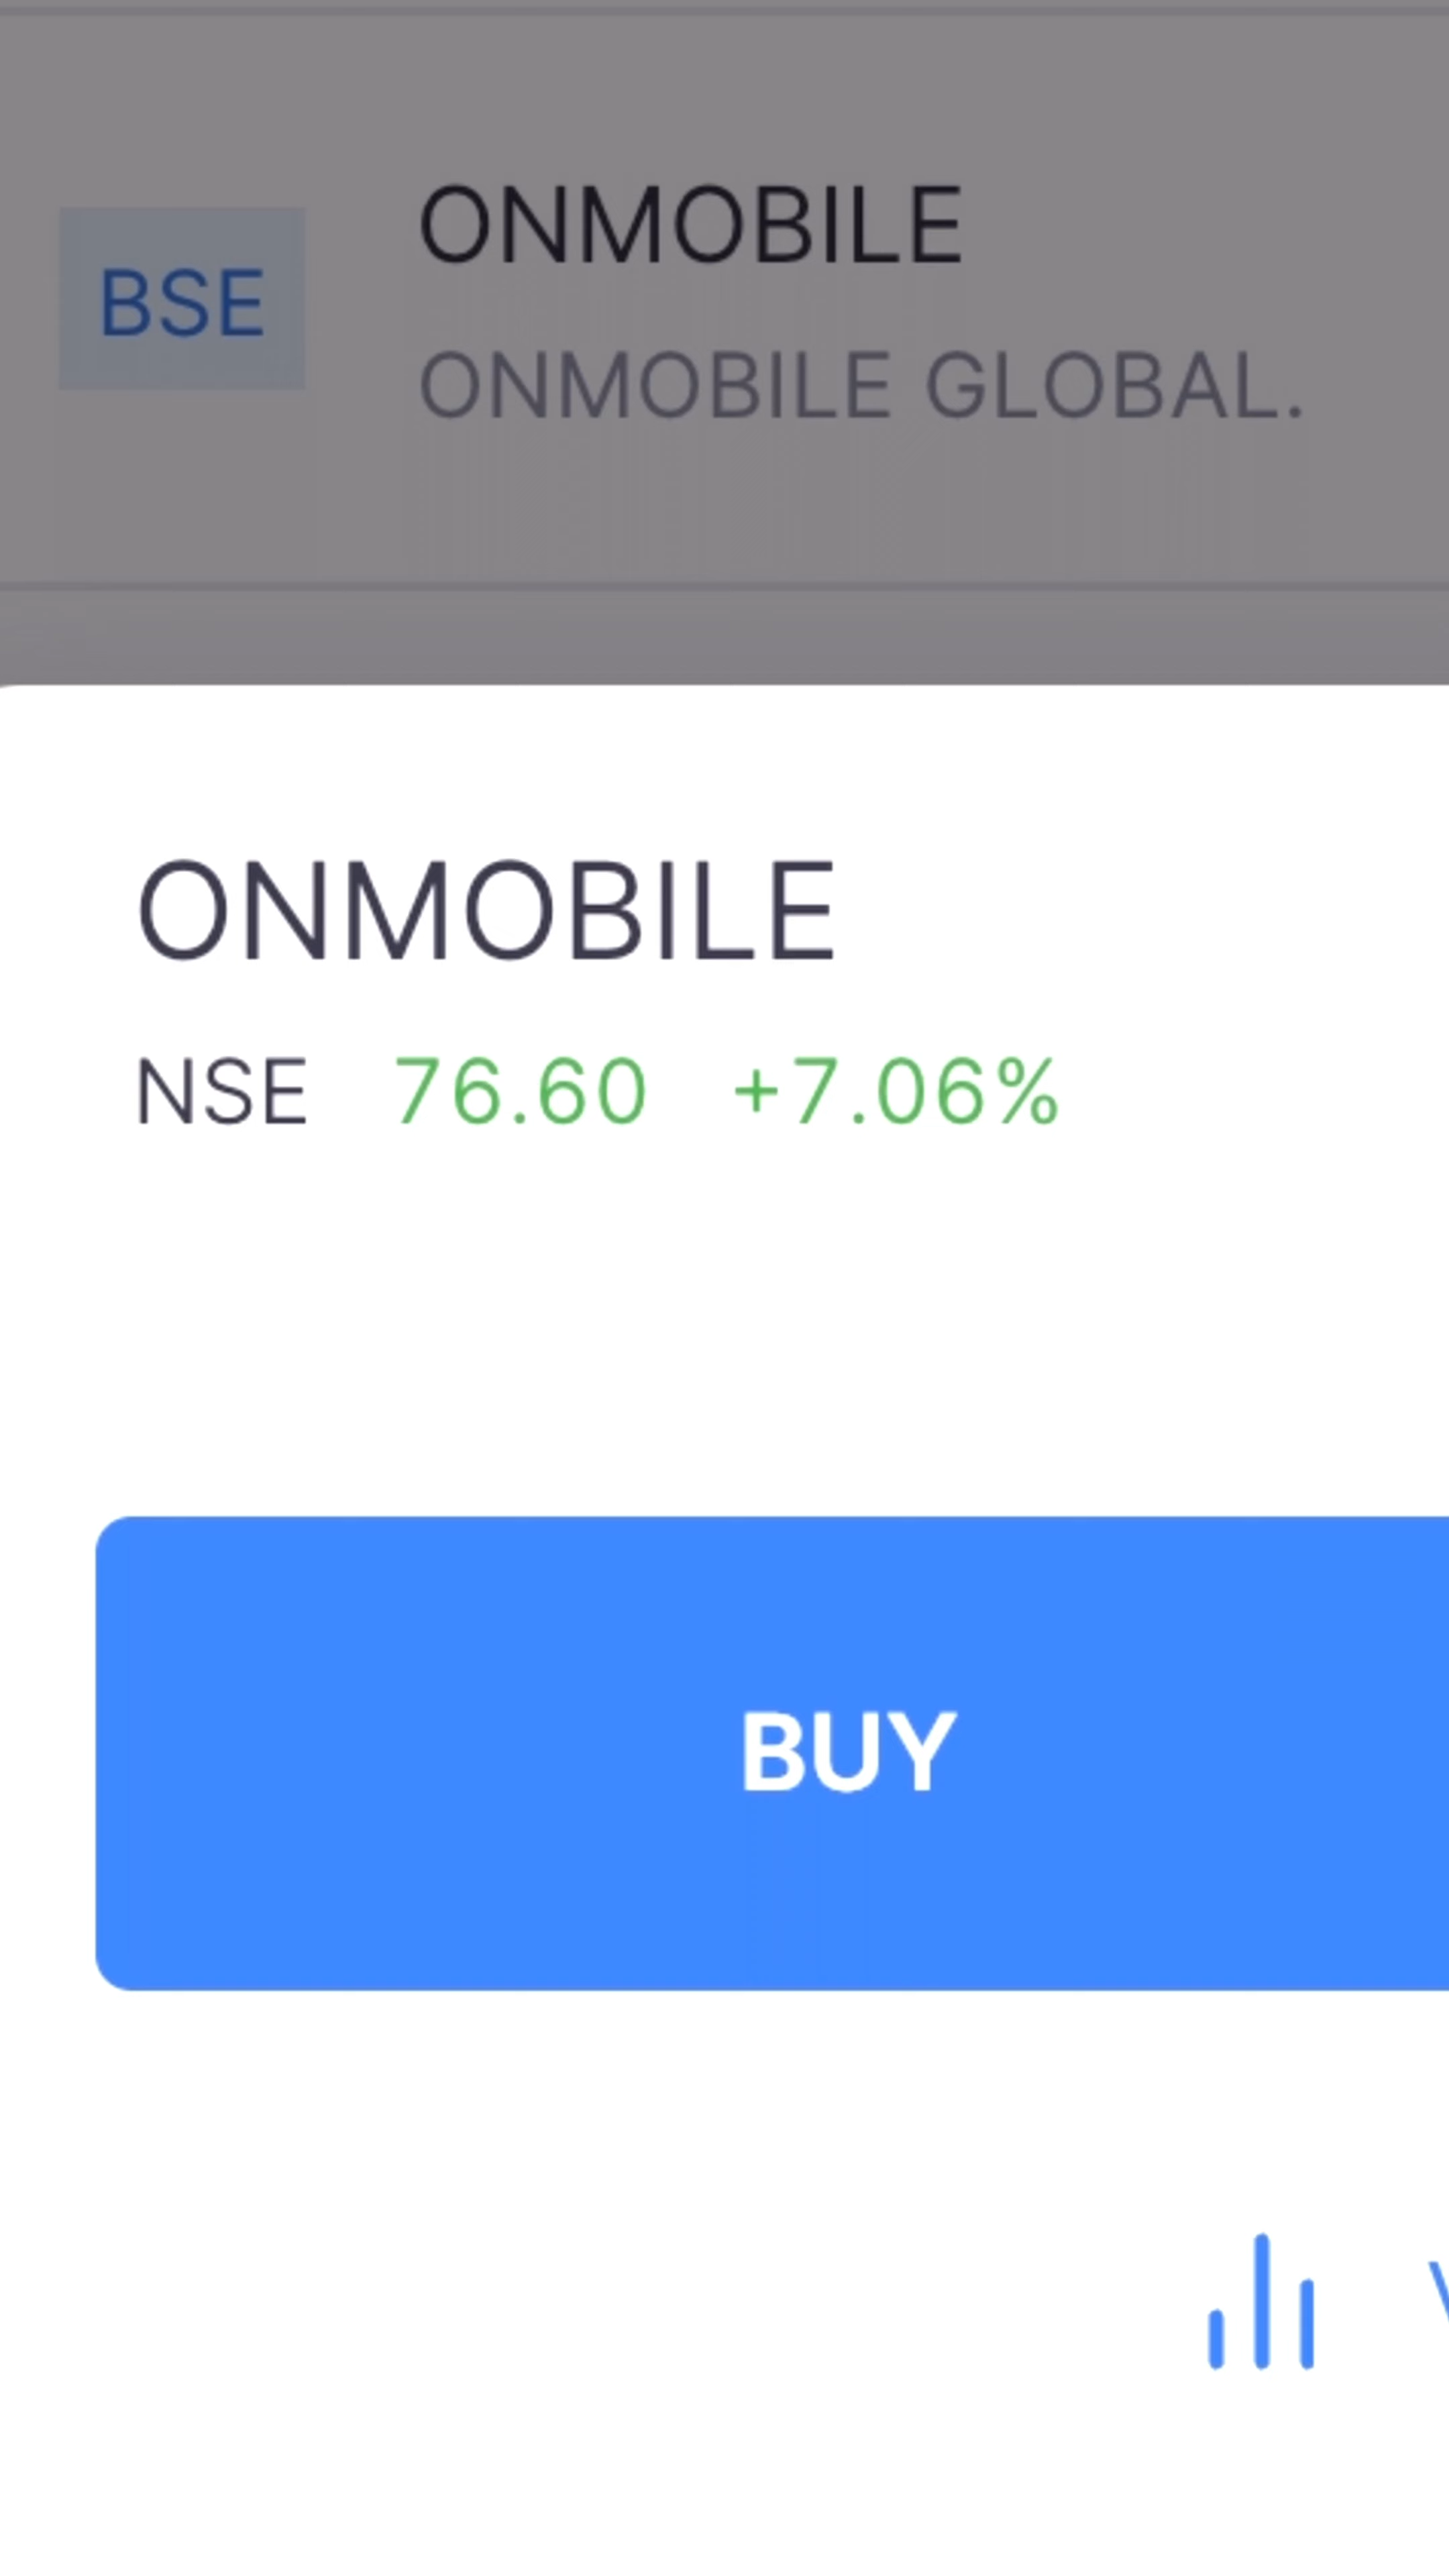 ONMOBILE
BSE
ONMOBILE GLOBAL.
ONMOBILE
NSE 76.60 +7.06%
BUY